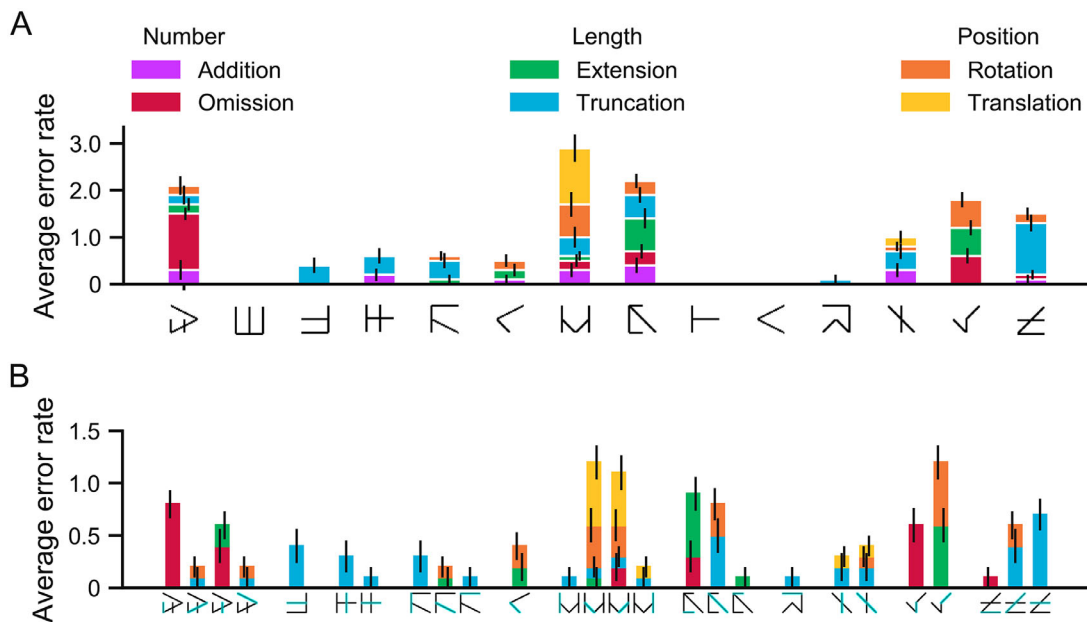 A
Number Length Position
Addition Extension Rotation
Omission Truncation Translation
Average error rate
3.0
2.0
1.0
0
B
Average error rate
1.5
1.0
0.5
0